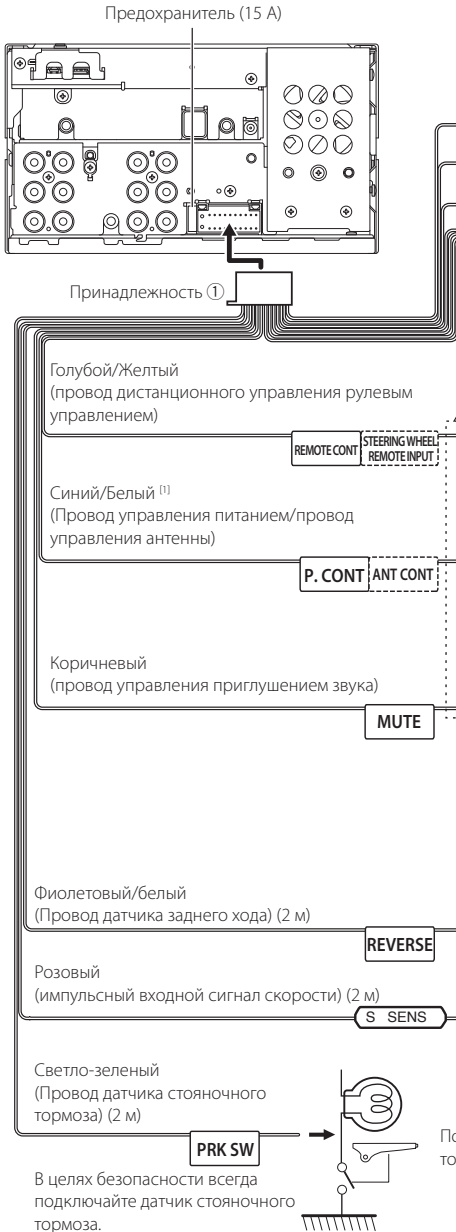 Предохранитель (15 A)
Принадлежность ①
Голубой/Желтый
(провод дистанционного управления рулевым
управлением)
REMOTE CONT
STEERING WHEEL
REMOTE INPUT
Синий/Белый [1]
(Провод управления питанием/провод
управления антенны)
P. CONT
ANT CONT
Коричневый
(провод управления приглушением звука)
MUTE
Фиолетовый/белый
(Провод датчика заднего хода) (2 м)
REVERSE
Розовый
(импульсный входной сигнал скорости) (2 м)
S SENS
Светло-зеленый
(Провод датчика стояночного
тормоза) (2 м)
PRK SW
В целях безопасности всегда
подключайте датчик стояночного
тормоза.